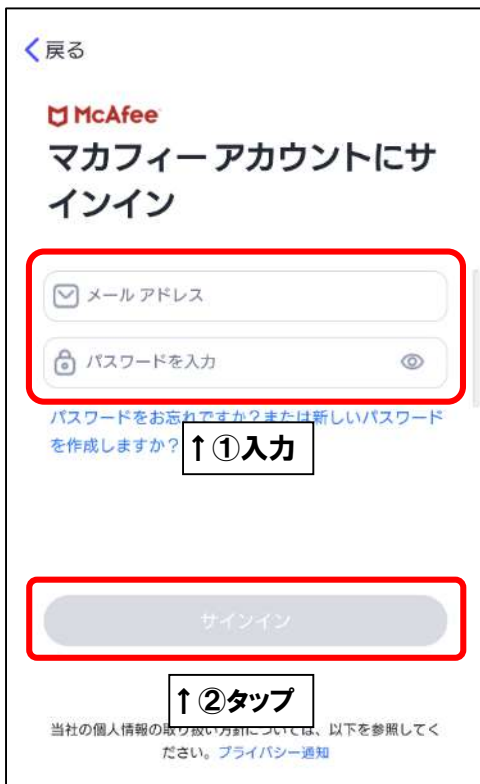 戻る
McAfee
マカフィー アカウントにサ
インイン
メール アドレス
パスワードを入力
パスワードをお忘れですか？または新しいパスワード
を作成しますか？
↑①入力
サインイン
↑②タップ
当社の個人情報の取り扱い方針については、以下を参照してく
ださい。プライバシー通知